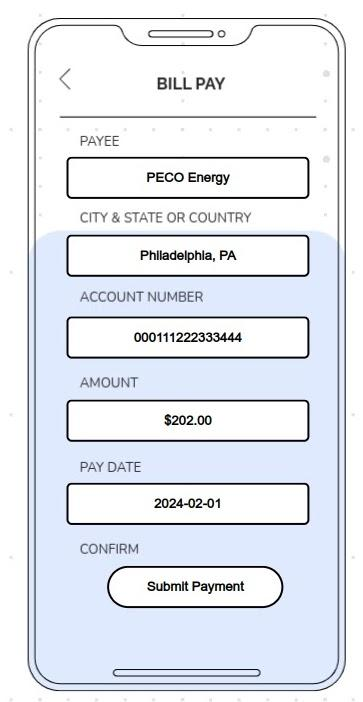 BILL PAY
PAYEE
PECO Energy
CITY & STATE OR COUNTRY
Philadelphia, PA
ACCOUNT NUMBER
000111222333444
AMOUNT
$202.00
PAY DATE
2024-02-01
CONFIRM
Submit Payment